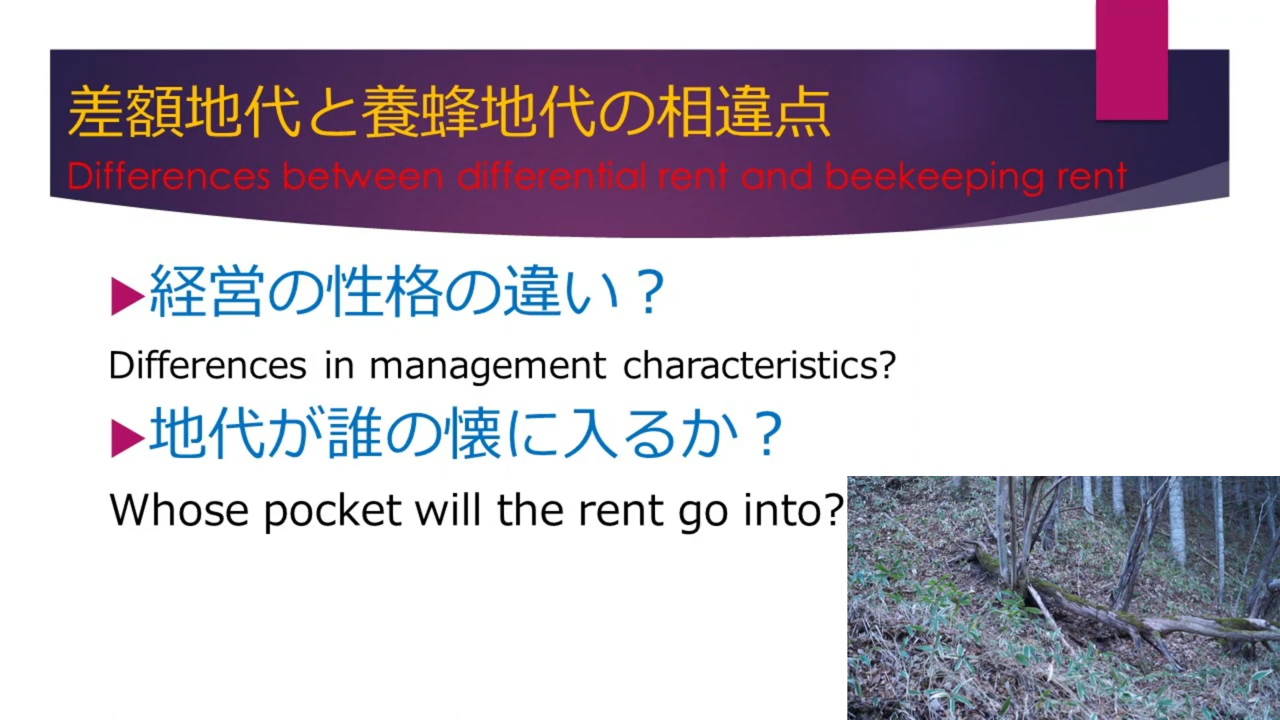 差額地代と養蜂地代の相違点
Differences between differential rent and beekeeping rent
経営の性格の違い？
Differences in management characteristics?
地代が誰の懐に入るか？
Whose pocket will the rent go into?